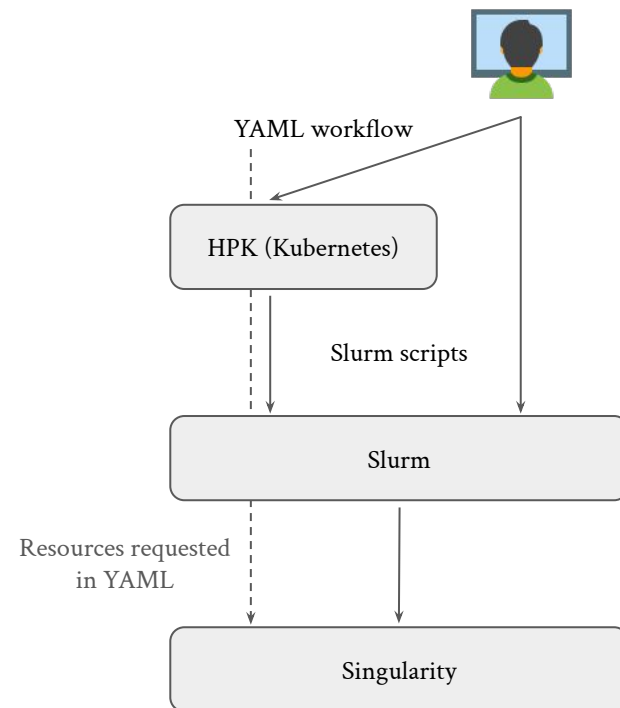 YAML workflow
HPK (Kubernetes)
Slurm scripts
Slurm
Resources requested
in YAML
Singularity